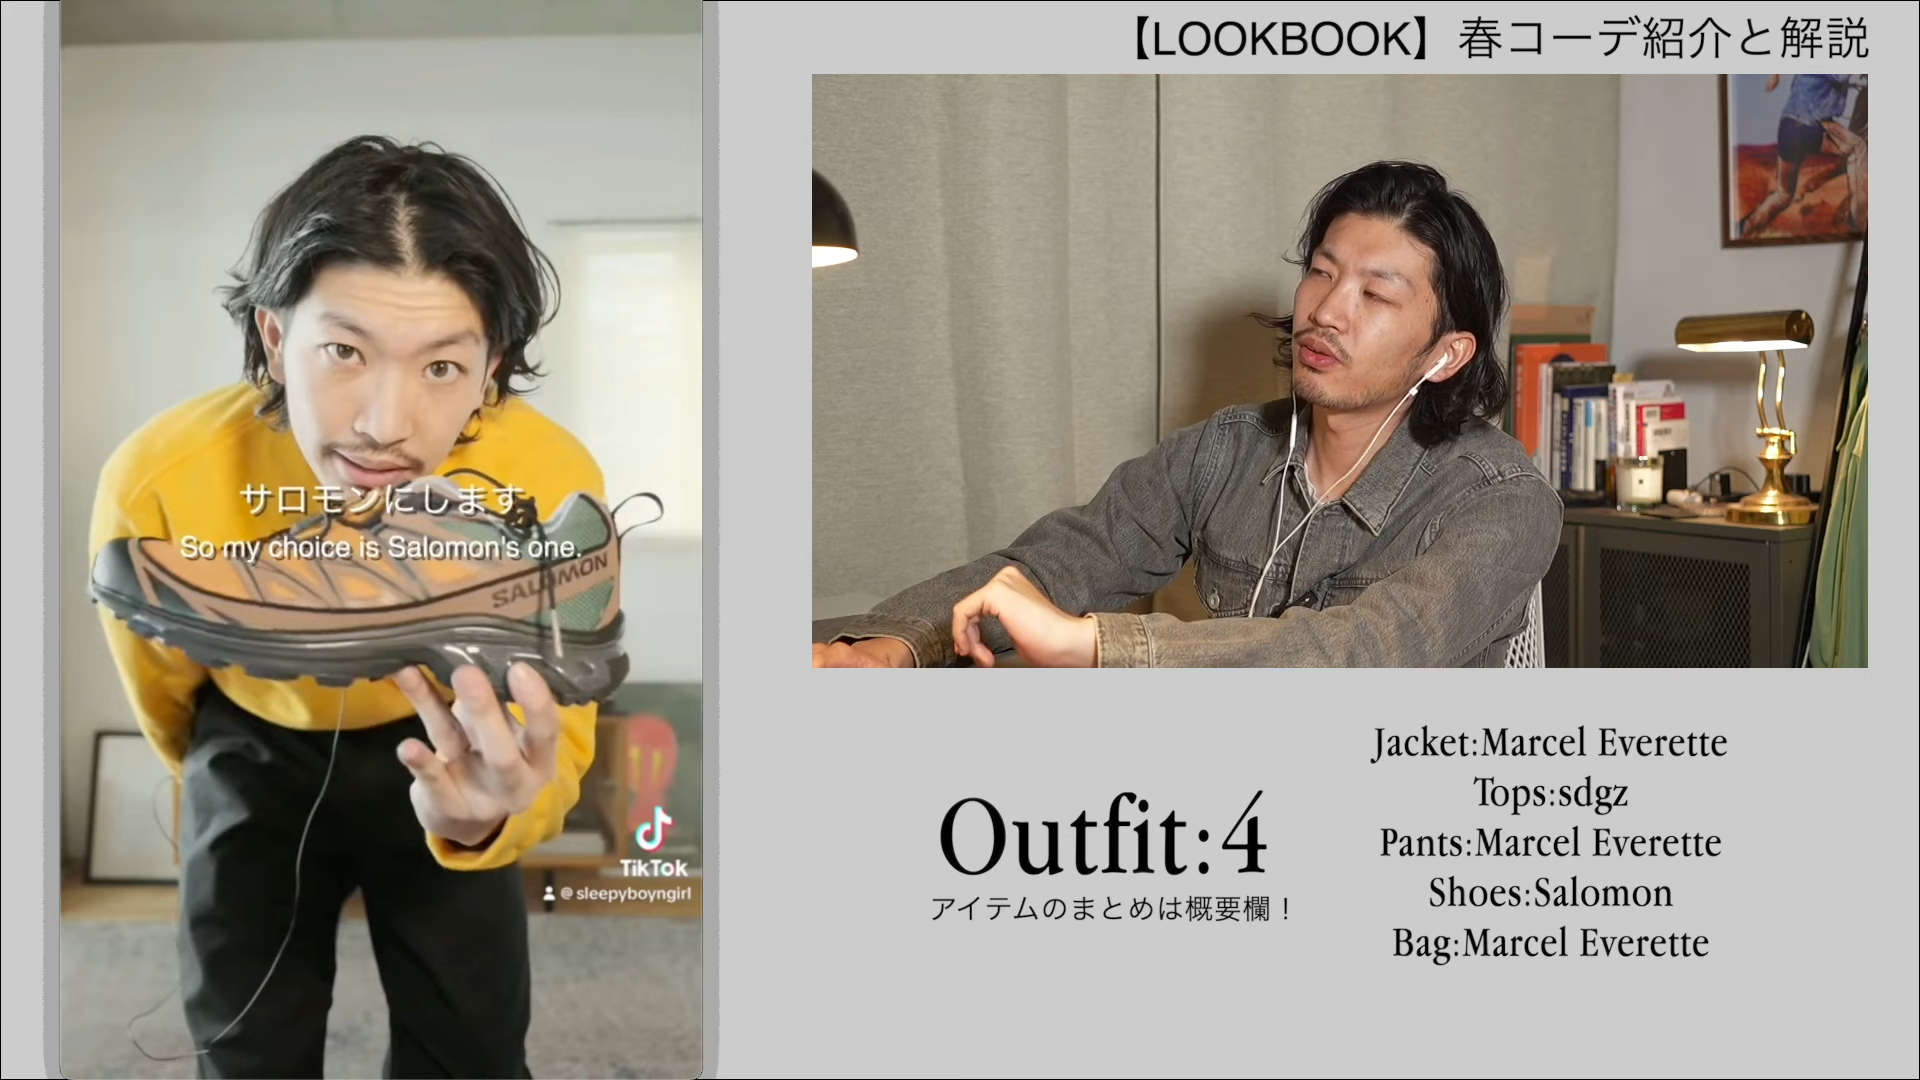 【LOOKBOOK】春コーデ紹介と解説
サロモンにします
So my choice is Salomon's one.
SALOMON
TikTok
@sleepyboyngirl
Outfit:4
アイテムのまとめは概要欄！
Jacket:Marcel Everette
Tops:sdgz
Pants:Marcel Everette
Shoes:Salomon
Bag:Marcel Everette